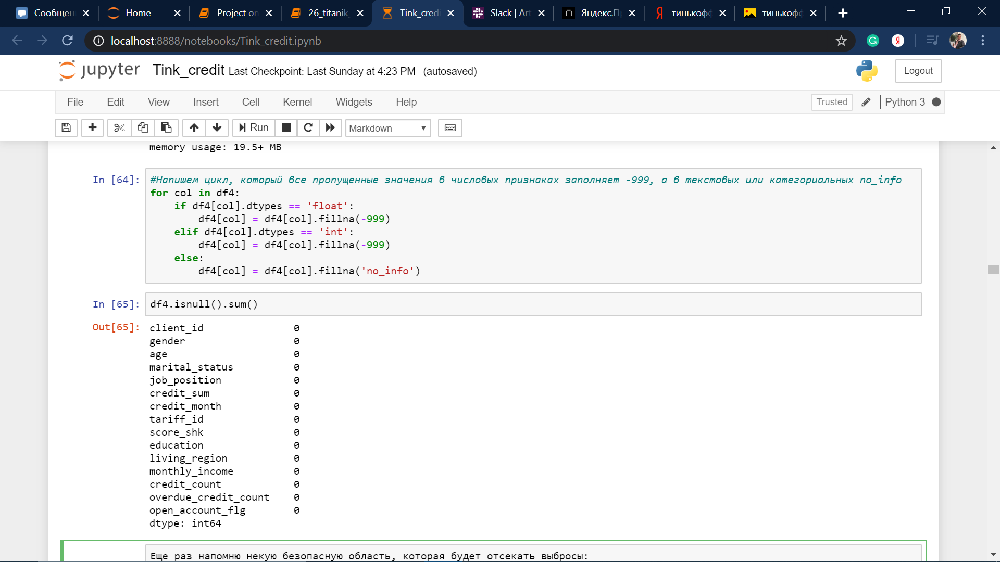 Сообщен
Home
Project on
26_titanik
Tink_credi
Slack | Art
Яндекс.П
тинькофф
тинькофф
localhost:8888/notebooks/Tink_credit.ipynb
jupyter Tink_credit Last Checkpoint: Last Sunday at 4:23 PM (autosaved)
Logout
File Edit View Insert Cell Kernel Widgets Help
Trusted Python 3
Run Markdown
memory usage: 19.5+ MB
In [64]: #Напишем цикл, который все пропущенные значения в числовых признаках заполняет -999, а в текстовых или категориальных no_info
for col in df4:
    if df4[col].dtypes == 'float':
        df4[col] = df4[col].fillna(-999)
    elif df4[col].dtypes == 'int':
        df4[col] = df4[col].fillna(-999)
    else:
        df4[col] = df4[col].fillna('no_info')
In [65]: df4.isnull().sum()
Out[65]: client_id 0
gender 0
age 0
marital_status 0
job_position 0
credit_sum 0
credit_month 0
tariff_id 0
score_shk 0
education 0
living_region 0
monthly_income 0
credit_count 0
overdue_credit_count 0
open_account_flg 0
dtype: int64
Еще раз напомню некую безопасную область, которая будет отсекать выбросы: